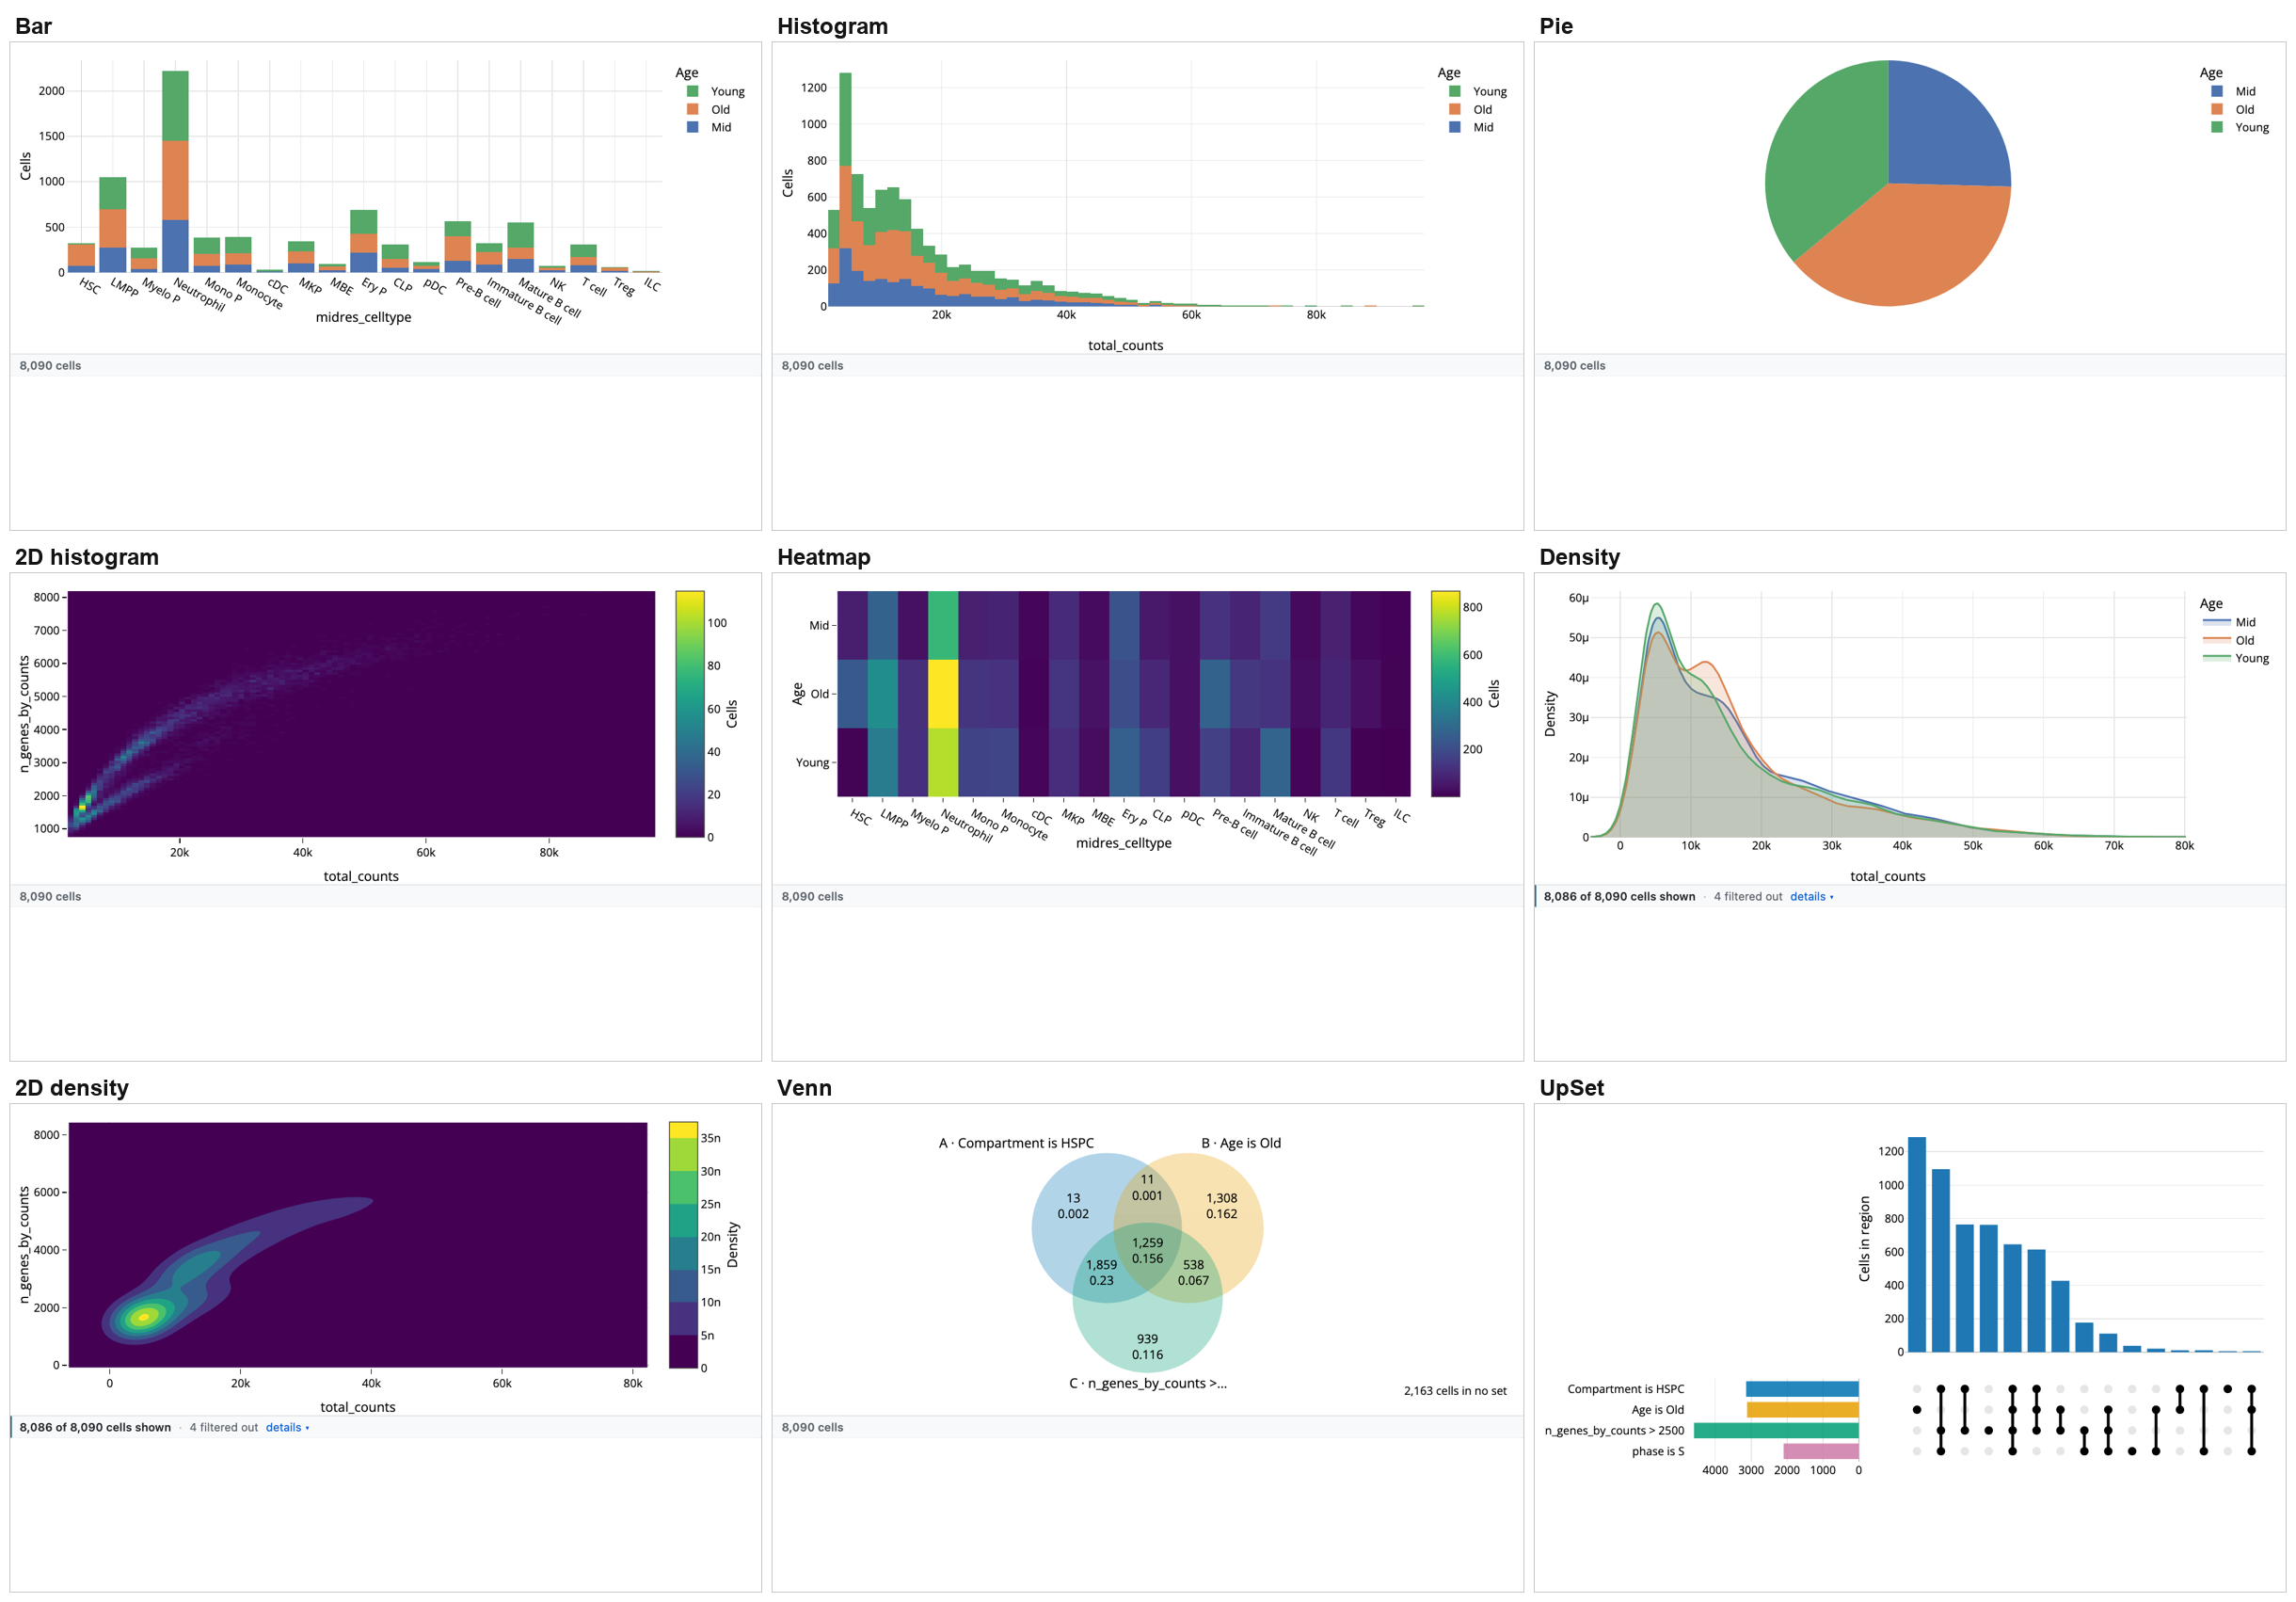 Bar
Age
Young
Old
Mid
2000
1500
1000
500
0
Cells
HSC
LMPP
Myelo P
Neutrophil
Mono P
Monocyte
cDC
MKP
MBE
Ery P
CLP
pDC
Pre-B cell
Immature B cell
Mature B cell
NK
T cell
Treg
ILC
midres_celltype
8,090 cells
Histogram
Age
Young
Old
Mid
1200
1000
800
600
400
200
0
Cells
20k
40k
60k
80k
total_counts
8,090 cells
Pie
Age
Mid
Old
Young
8,090 cells
2D histogram
8000
7000
6000
5000
4000
3000
2000
1000
n_genes_by_counts
20k
40k
60k
80k
total_counts
100
80
60
40
20
0
Cells
8,090 cells
Heatmap
Mid
Old
Young
Age
HSC
LMPP
Myelo P
Neutrophil
Mono P
Monocyte
cDC
MKP
MBE
Ery P
CLP
pDC
Pre-B cell
Immature B cell
Mature B cell
NK
T cell
Treg
ILC
midres_celltype
800
600
400
200
Cells
8,090 cells
Density
60µ
50µ
40µ
30µ
20µ
10µ
0
Density
0
10k
20k
30k
40k
50k
60k
70k
80k
total_counts
Age
Mid
Old
Young
8,086 of 8,090 cells shown · 4 filtered out details ▾
2D density
8000
6000
4000
2000
0
n_genes_by_counts
0
20k
40k
60k
80k
total_counts
35n
30n
25n
20n
15n
10n
5n
0
Density
8,086 of 8,090 cells shown · 4 filtered out details ▾
Venn
A · Compartment is HSPC
B · Age is Old
11
0.001
13
0.002
1,308
0.162
1,259
0.156
1,859
0.23
538
0.067
939
0.116
C · n_genes_by_counts >...
2,163 cells in no set
8,090 cells
UpSet
1200
1000
800
600
400
200
0
Cells in region
Compartment is HSPC
Age is Old
n_genes_by_counts > 2500
phase is S
4000
3000
2000
1000
0